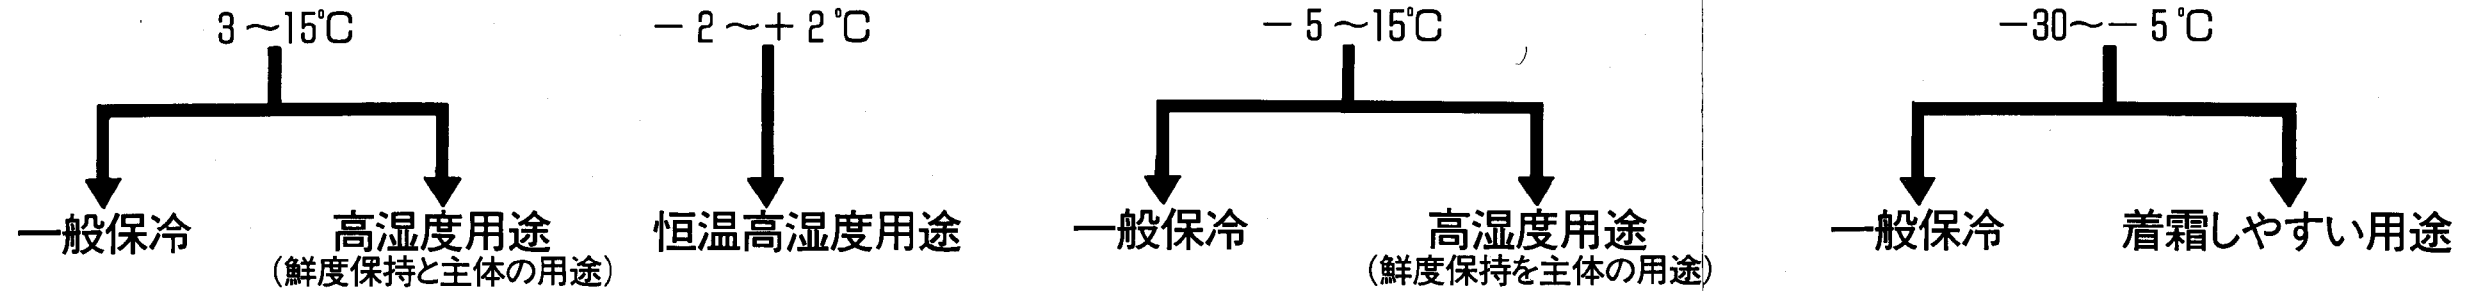 3～15℃
－2～＋2℃
－5～15℃
－30～－5℃
一般保冷
高湿度用途
(鮮度保持と主体の用途)
恒温高湿度用途
一般保冷
高湿度用途
(鮮度保持を主体の用途)
一般保冷
着霜しやすい用途